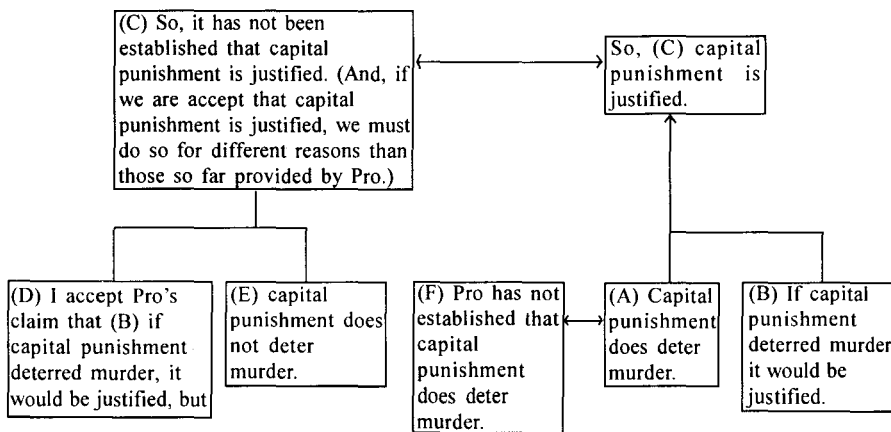 (C) So, it has not been
established that capital
punishment is justified. (And, if
we are accept that capital
punishment is justified, we must
do so for different reasons than
those so far provided by Pro.)
So, (C) capital
punishment is
justified.
(D) I accept Pro's
claim that (B) if
capital punishment
deterred murder, it
would be justified, but
(E) capital
punishment does
not deter
murder.
(F) Pro has not
established that
capital
punishment
does deter
murder.
(A) Capital
punishment
does deter
murder.
(B) If capital
punishment
deterred murder
it would be
justified.